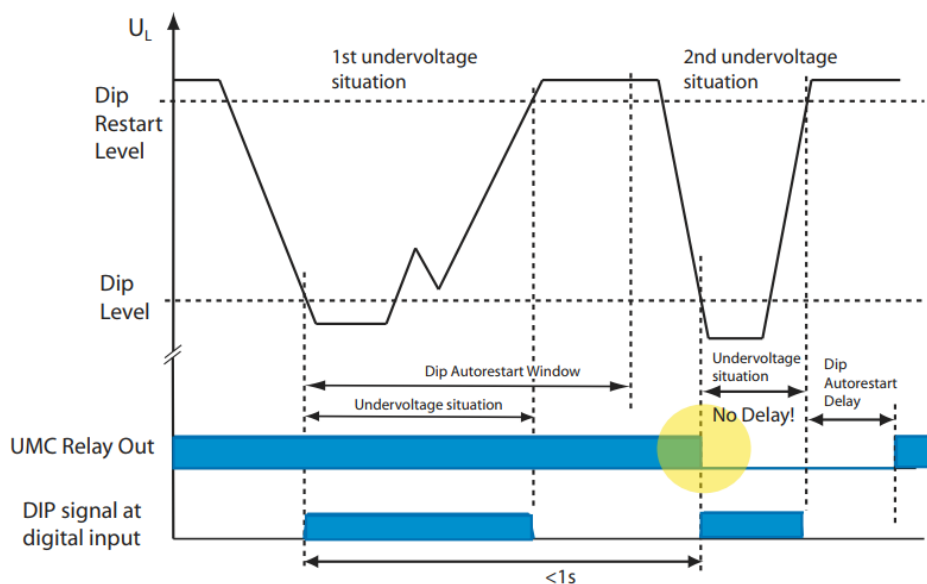 U_L
1st undervoltage
situation
2nd undervoltage
situation
Dip
Restart
Level
Dip
Level
Dip Autorestart Window
Undervoltage situation
Undervoltage
situation
No Delay!
Dip
Autorestart
Delay
UMC Relay Out
DIP signal at
digital input
<1s